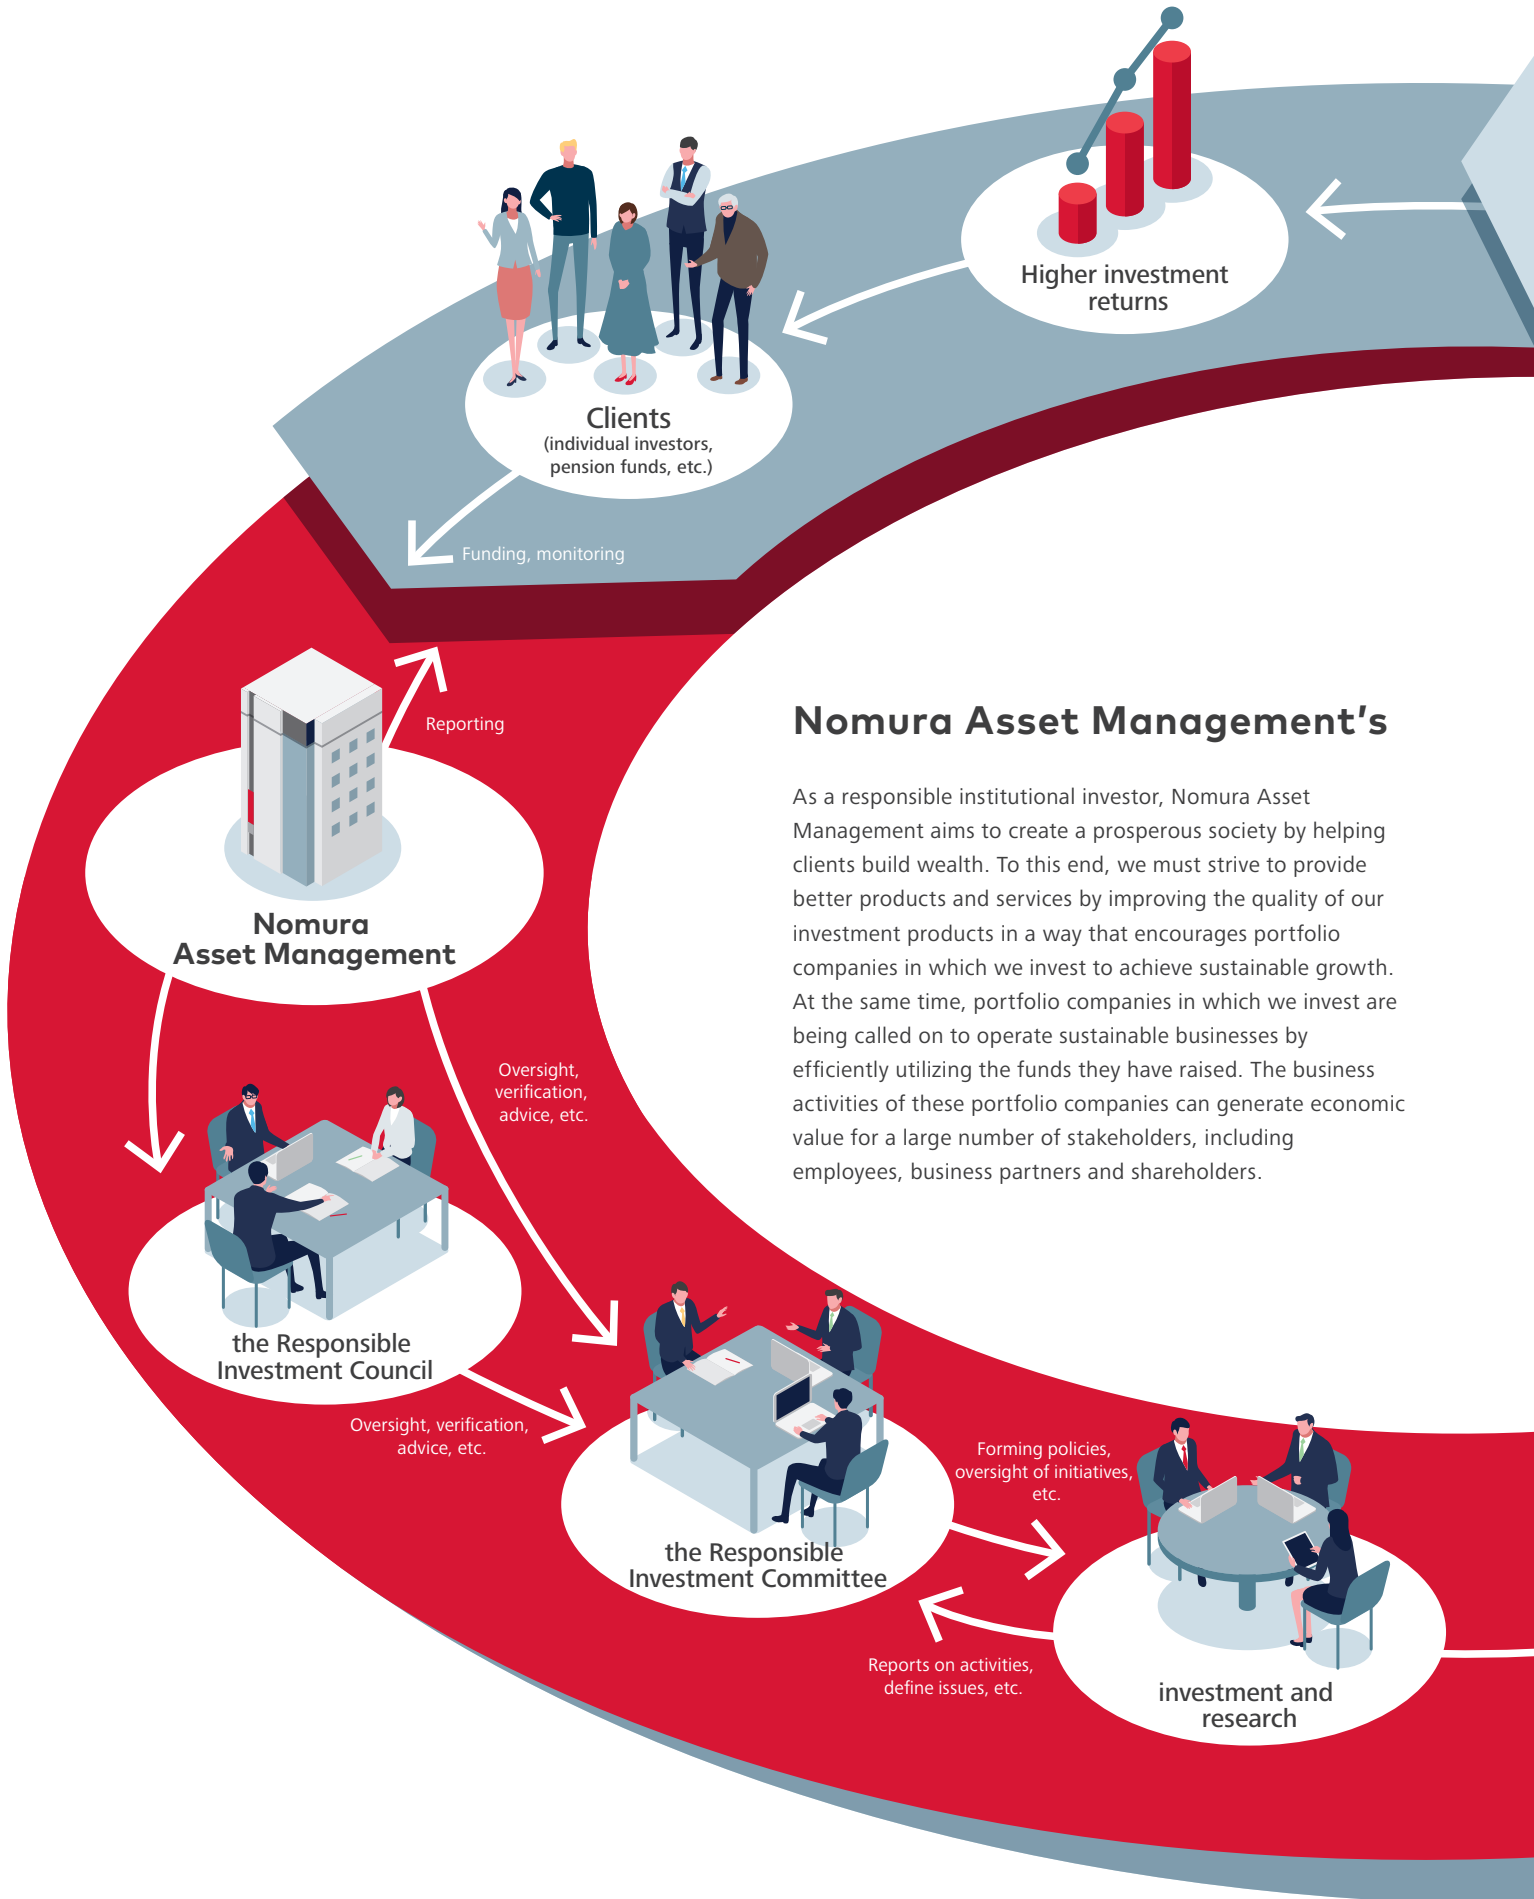 Higher investment
returns
Clients
(individual investors,
pension funds, etc.)
Funding, monitoring
Reporting
Nomura
Asset Management
Nomura Asset Management's
As a responsible institutional investor, Nomura Asset
Management aims to create a prosperous society by helping
clients build wealth. To this end, we must strive to provide
better products and services by improving the quality of our
investment products in a way that encourages portfolio
companies in which we invest to achieve sustainable growth.
At the same time, portfolio companies in which we invest are
being called on to operate sustainable businesses by
efficiently utilizing the funds they have raised. The business
activities of these portfolio companies can generate economic
value for a large number of stakeholders, including
employees, business partners and shareholders.
Oversight,
verification,
advice, etc.
the Responsible
Investment Council
Oversight, verification,
advice, etc.
the Responsible
Investment Committee
Forming policies,
oversight of initiatives,
etc.
Reports on activities,
define issues, etc.
investment and
research